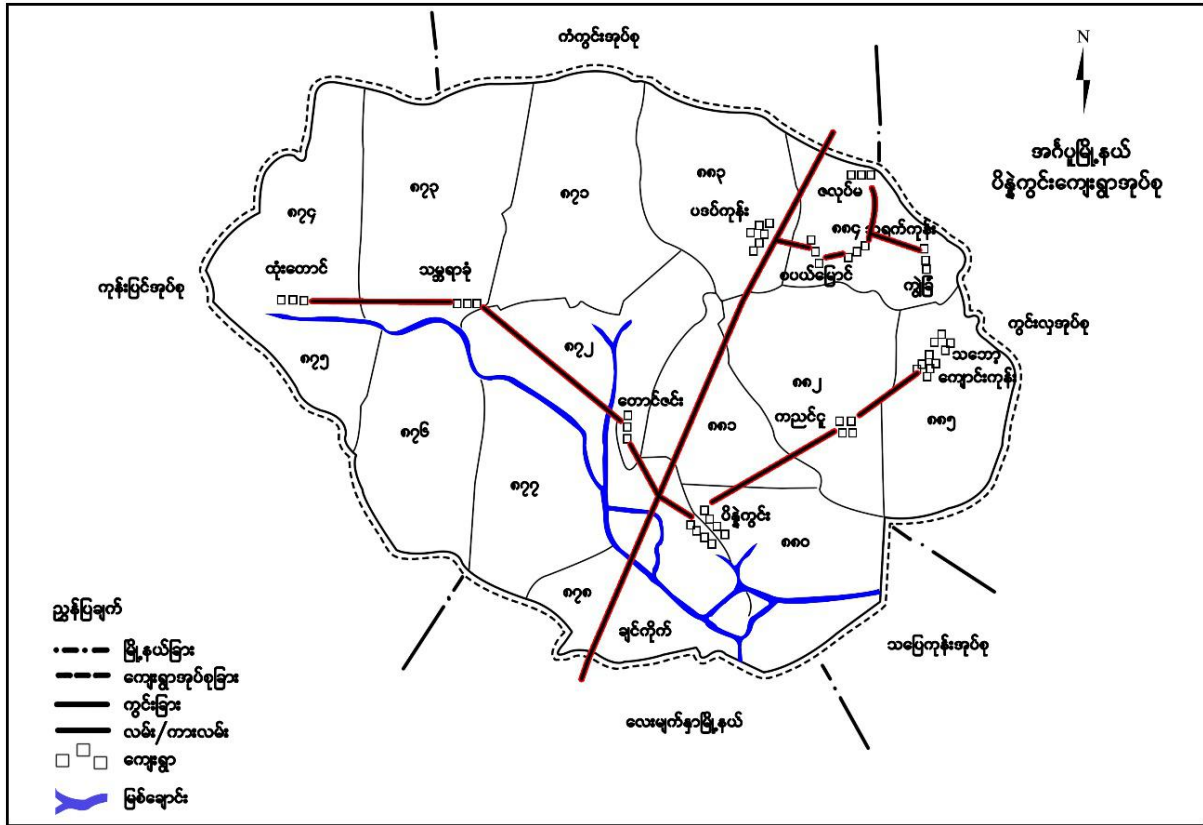 ကံကွင်းအုပ်စု
N
အင်္ဂပူမြို့နယ်
ပိန္နဲကွင်းကျေးရွာအုပ်စု
၈၈၃
ဇလုပ်မ
၈၇၃
၈၇၁
၈၇၄
ပဒပ်ကုန်း
၈၈၄
သရက်ကုန်း
စပယ်မြောင်
ကျွဲခြံ
ထုံးတောင်
သမ္ဗရာခုံ
ကုန်းပြင်အုပ်စု
ကွင်းလှအုပ်စု
၈၇၅
၈၇၂
သင်္ဘော
ကျောင်းကုန်း
၈၈၂
ကညင်ငူ
တောင်ဇင်း
၈၈၁
၈၈၅
၈၇၆
၈၇၇
ပိန္နဲကွင်း
၈၈၀
၈၇၈
ချင်ကိုက်
သပြေကုန်းအုပ်စု
လေးမျက်နှာမြို့နယ်
ညွှန်ပြချက်
မြို့နယ်ခြား
ကျေးရွာအုပ်စုခြား
ကွင်းခြား
လမ်း/ကားလမ်း
ကျေးရွာ
မြစ်ချောင်း